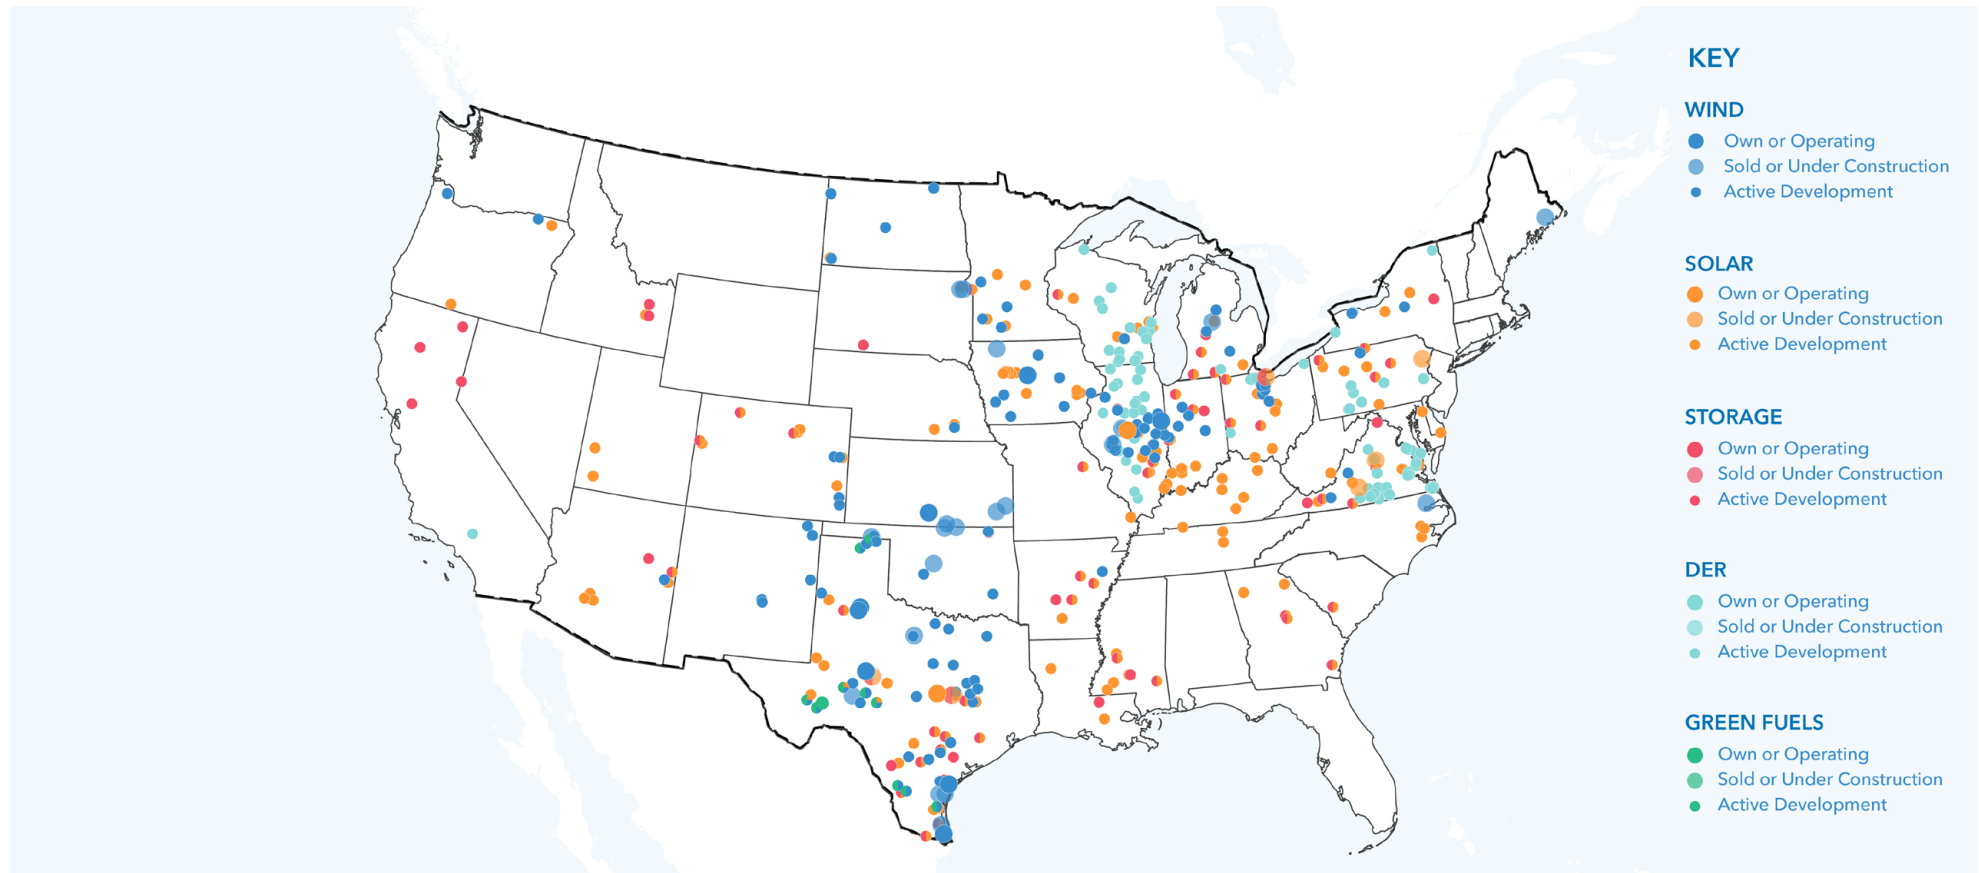 KEY
WIND
Own or Operating
Sold or Under Construction
Active Development
SOLAR
Own or Operating
Sold or Under Construction
Active Development
STORAGE
Own or Operating
Sold or Under Construction
Active Development
DER
Own or Operating
Sold or Under Construction
Active Development
GREEN FUELS
Own or Operating
Sold or Under Construction
Active Development